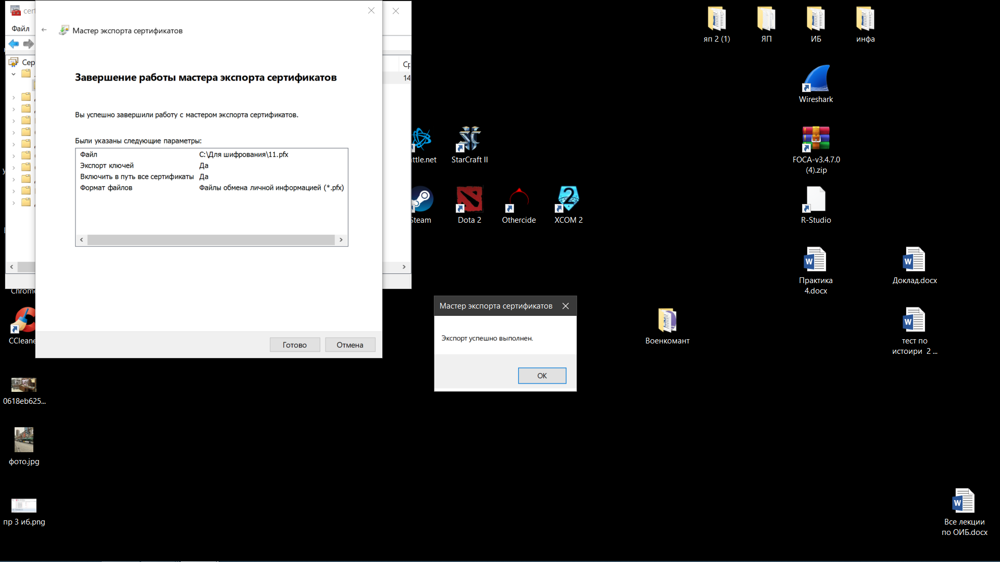 cert
Файл
Мастер экспорта сертификатов
Завершение работы мастера экспорта сертификатов
Вы успешно завершили работу с мастером экспорта сертификатов.
Были указаны следующие параметры:
Файл C:\Для шифрования\11.pfx
Экспорт ключей Да
Включить в путь все сертификаты Да
Формат файлов Файлы обмена личной информацией (*.pfx)
Готово Отмена
Сер
Ср
14
Мастер экспорта сертификатов
Экспорт успешно выполнен.
ОК
яп 2 (1)
ЯП
ИБ
инфа
Wireshark
ttle.net
StarCraft II
FOCA-v3.4.7.0
(4).zip
Steam
Dota 2
Othercide
XCOM 2
R-Studio
Практика
4.docx
Доклад.docx
Chrome
CCleane
Военкомант
тест по
истоири 2 ...
0618eb625...
фото.jpg
пр 3 иб.png
Все лекции
по ОИБ.docx